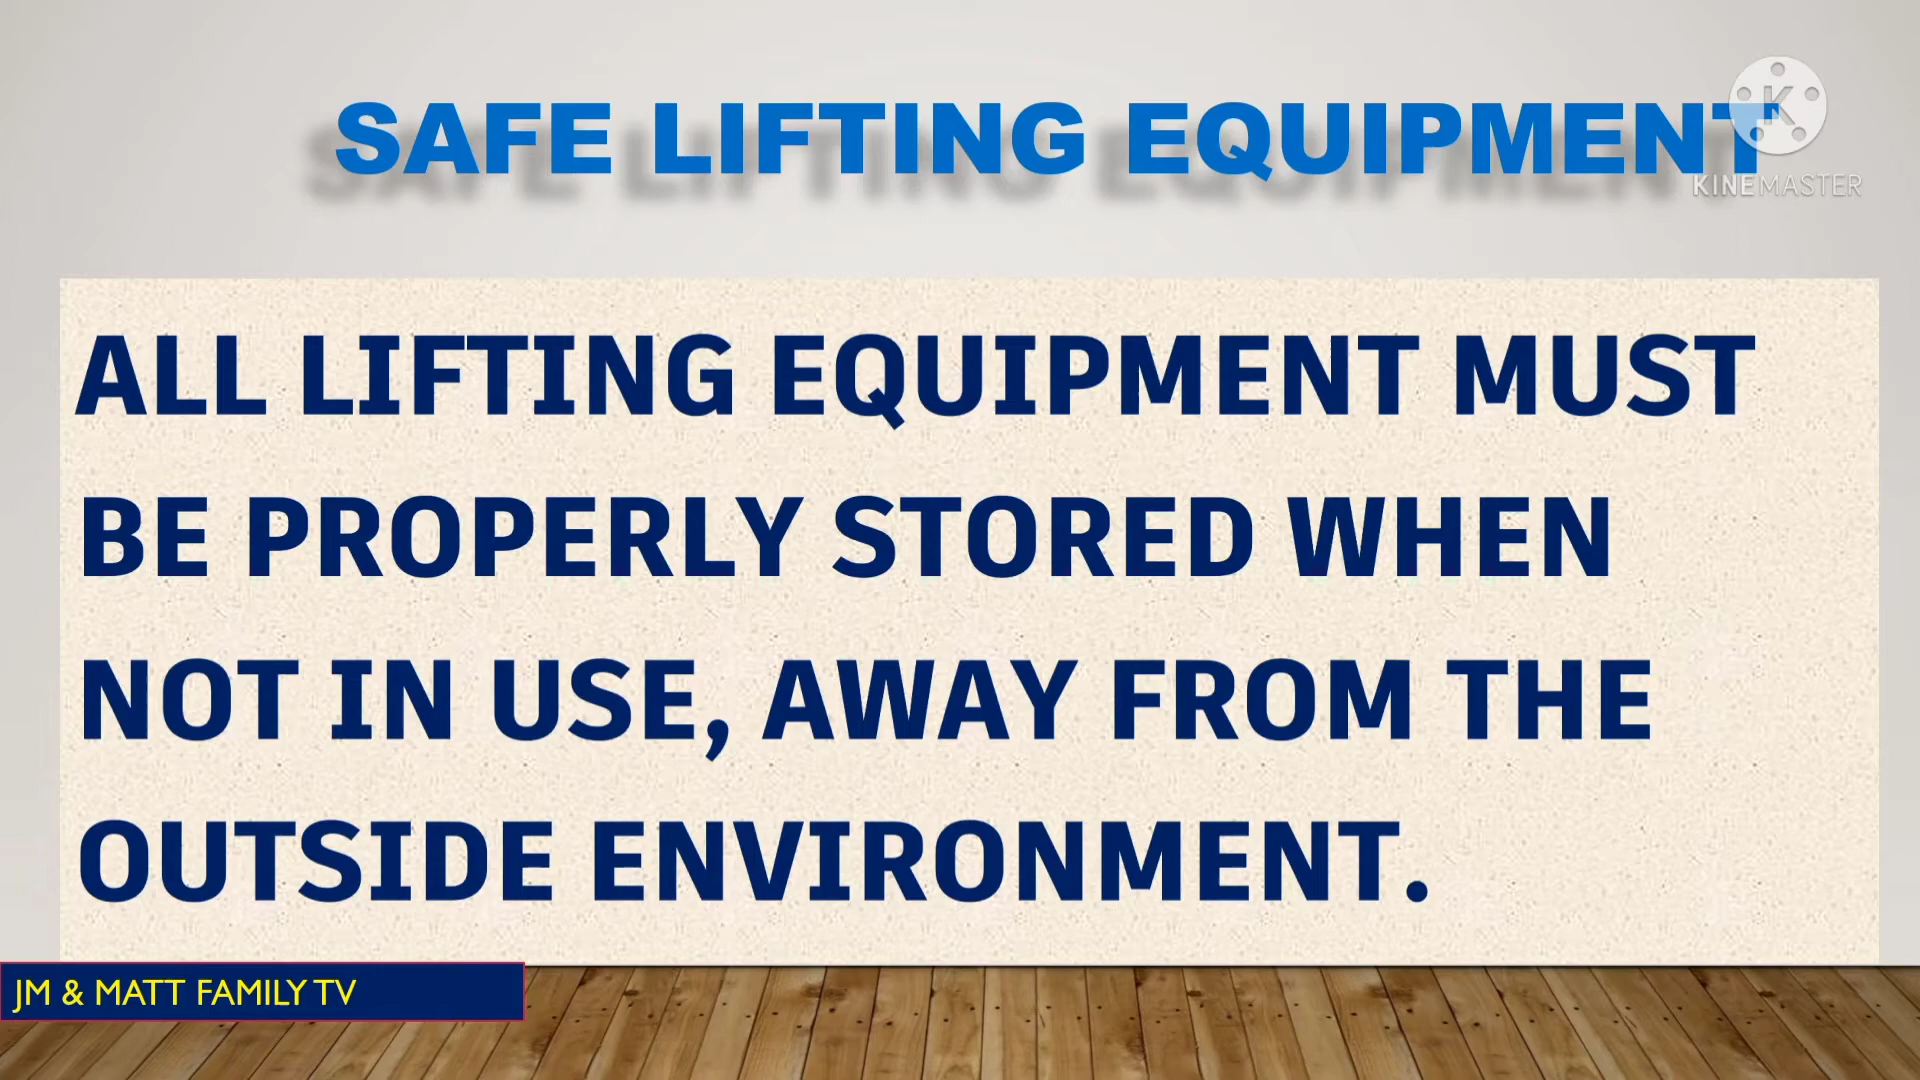 SAFE LIFTING EQUIPMENT
KINEMASTER
ALL LIFTING EQUIPMENT MUST
BE PROPERLY STORED WHEN
NOT IN USE, AWAY FROM THE
OUTSIDE ENVIRONMENT.
JM & MATT FAMILY TV